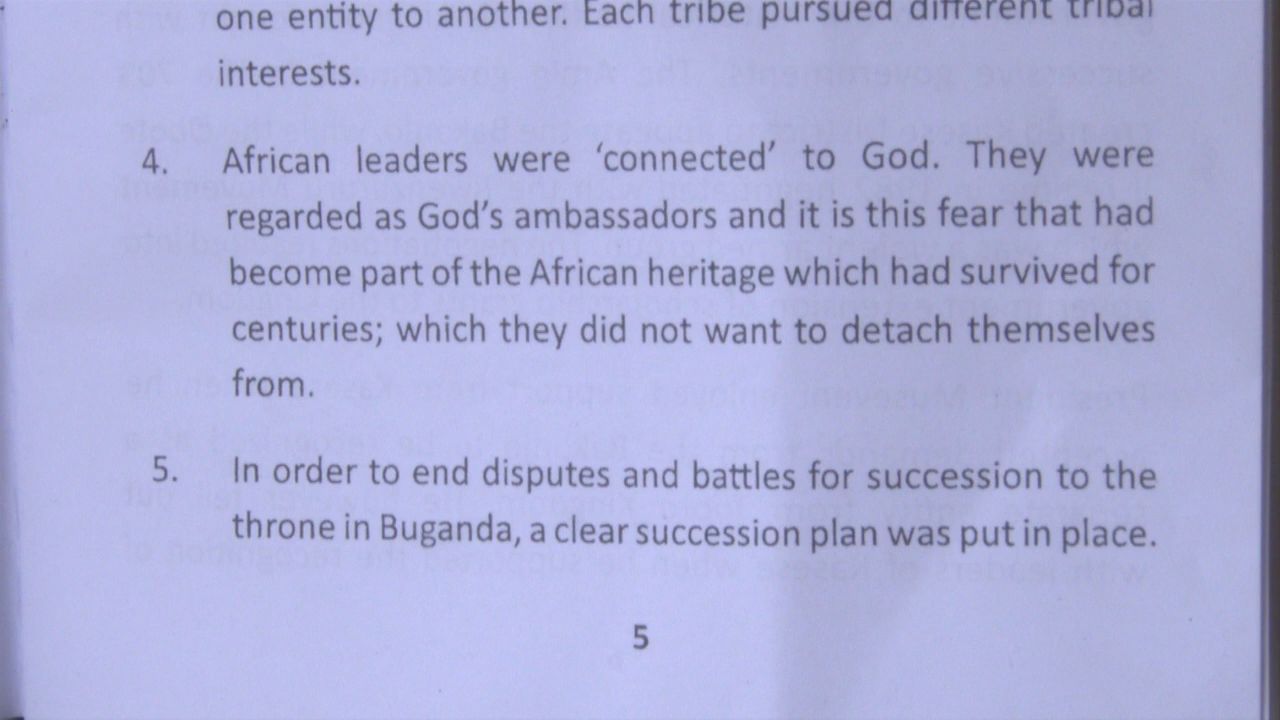 one entity to another. Each tribe pursued different tribal
interests.
4. African leaders were ‘connected’ to God. They were
regarded as God’s ambassadors and it is this fear that had
become part of the African heritage which had survived for
centuries; which they did not want to detach themselves
from.
5. In order to end disputes and battles for succession to the
throne in Buganda, a clear succession plan was put in place.
5